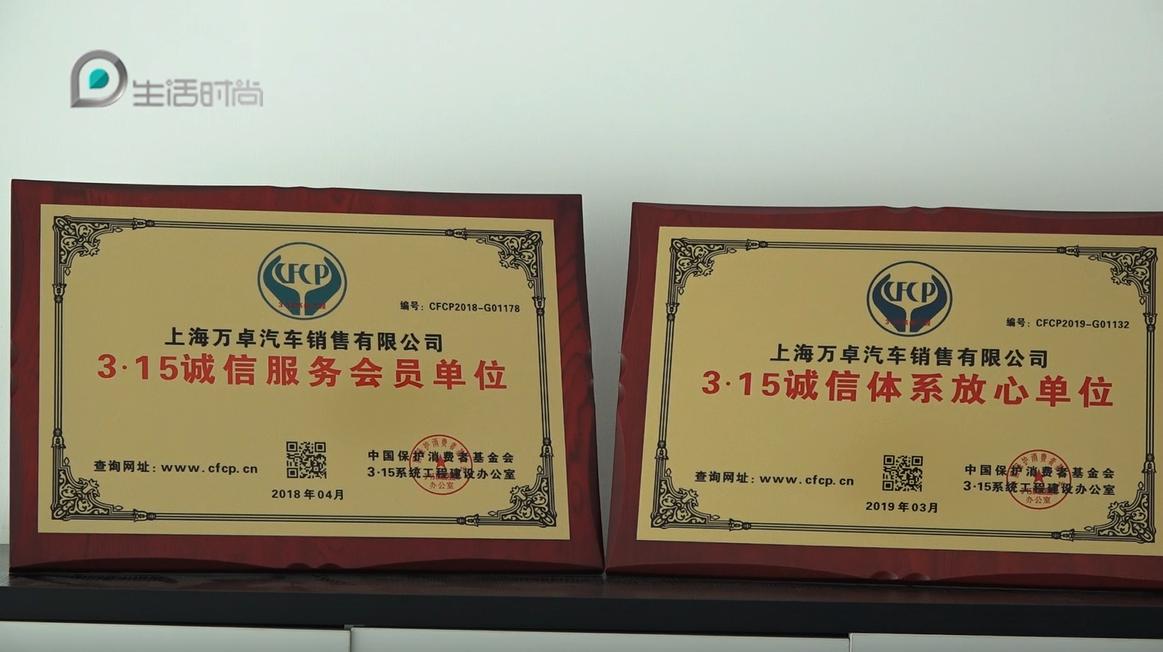 生活时尚
CFCP
编号：CFCP2018-G01178
上海万卓汽车销售有限公司
3·15诚信服务会员单位
查询网址：www.cfcp.cn
中国保护消费者基金会
3·15系统工程建设办公室
2018年04月
CFCP
编号：CFCP2019-G01132
上海万卓汽车销售有限公司
3·15诚信体系放心单位
查询网址：www.cfcp.cn
中国保护消费者基金会
3·15系统工程建设办公室
2019年03月